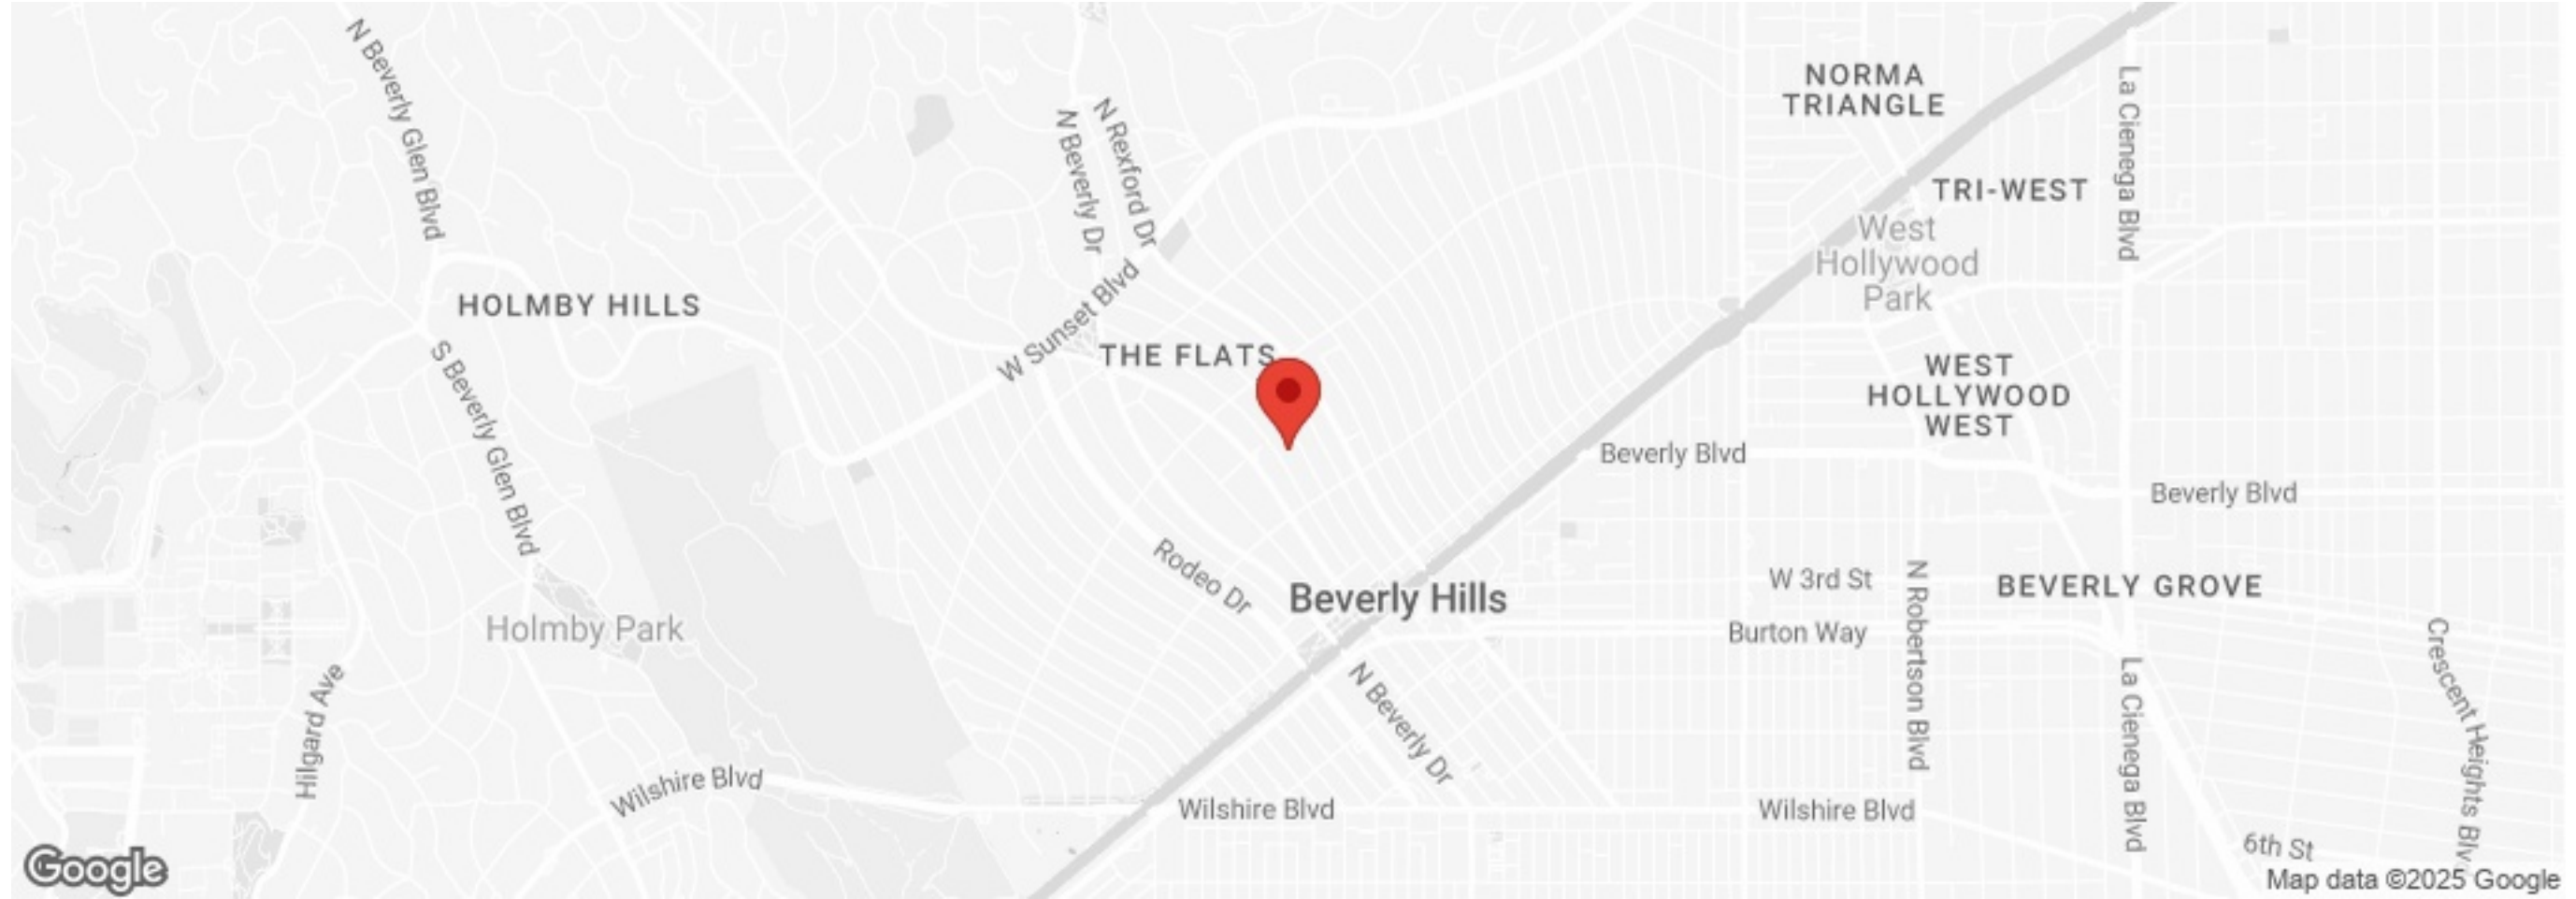 N Beverly Glen Blvd
N Beverly Dr
N Rexford Dr
NORMA
TRIANGLE
La Cienega Blvd
TRI-WEST
West
Hollywood
Park
HOLMBY HILLS
W Sunset Blvd
THE FLATS
S Beverly Glen Blvd
WEST
HOLLYWOOD
WEST
Beverly Blvd
Beverly Blvd
Rodeo Dr
Beverly Hills
W 3rd St
N Robertson Blvd
BEVERLY GROVE
Holmby Park
Burton Way
Crescent Heights Blv
Hilgard Ave
N Beverly Dr
La Cienega Blvd
Wilshire Blvd
Wilshire Blvd
Wilshire Blvd
6th St
Google
Map data ©2025 Google